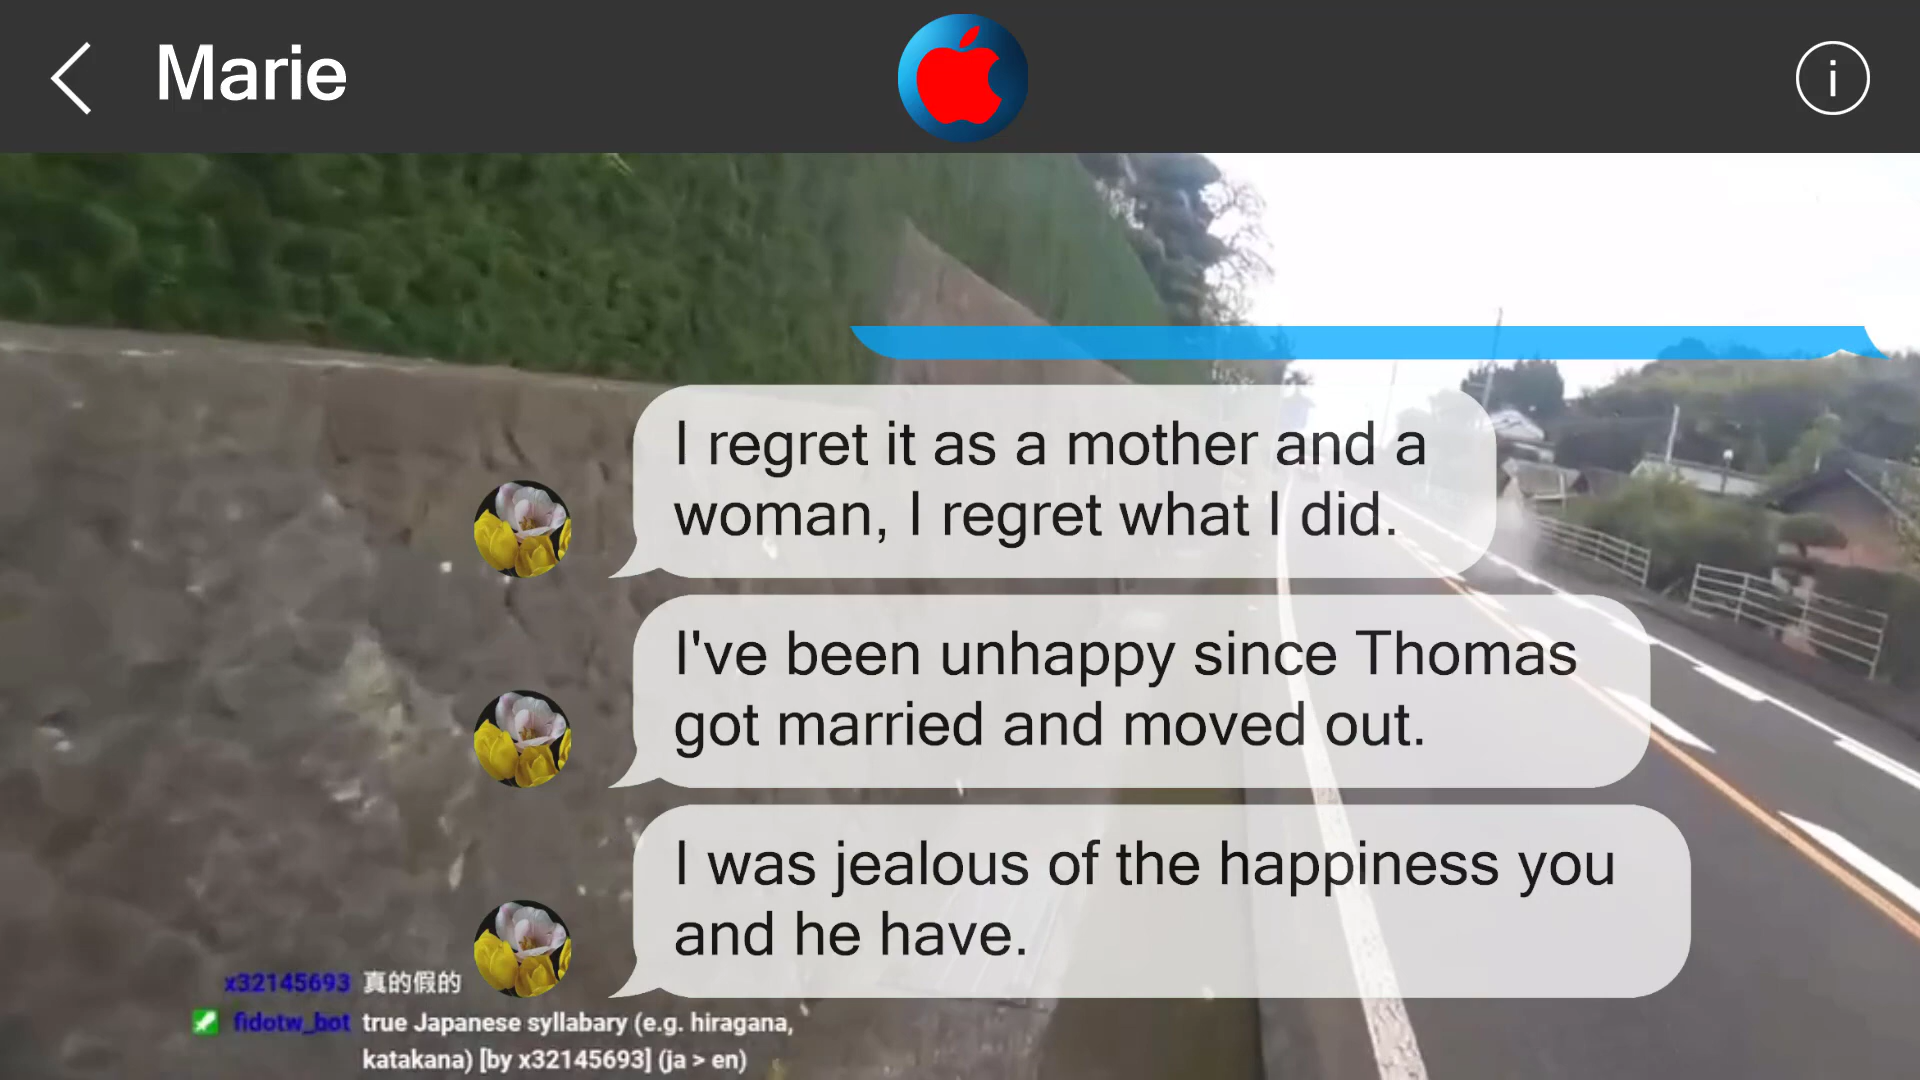 Marie
i
I regret it as a mother and a
woman, I regret what I did.
I've been unhappy since Thomas
got married and moved out.
I was jealous of the happiness you
and he have.
x32145693 真的假的
fidotw_bot true Japanese syllabary (e.g. hiragana,
katakana) [by x32145693] (ja > en)